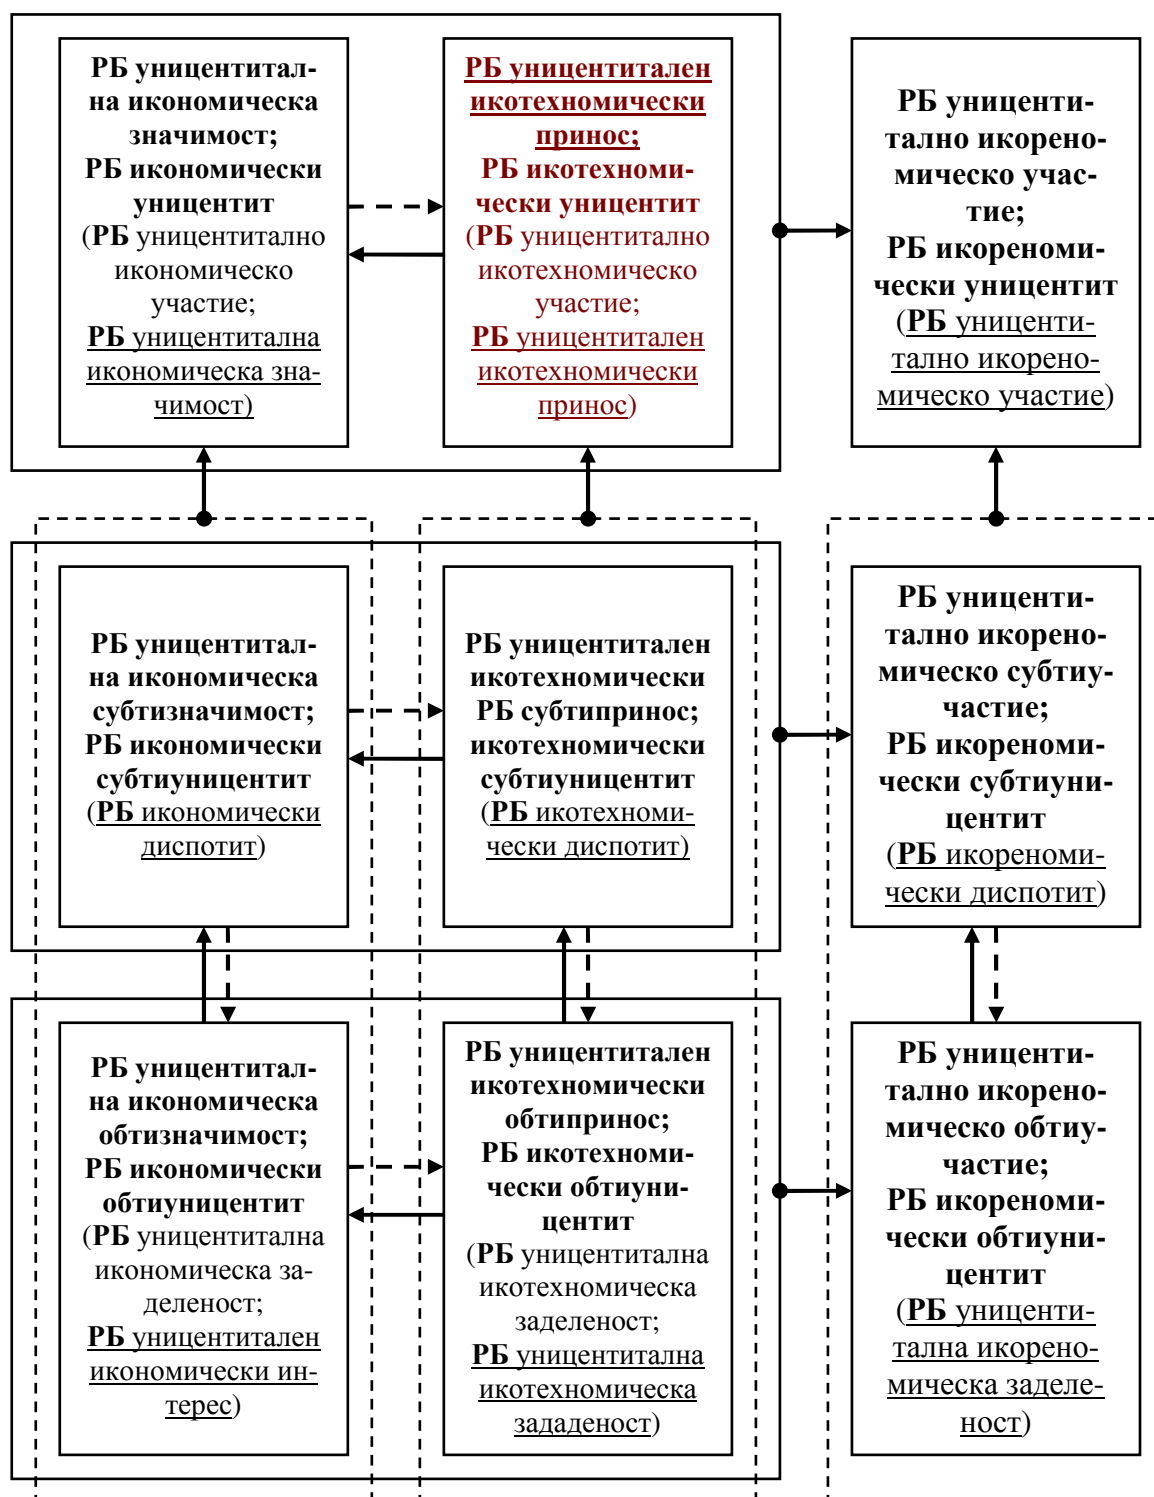 РБ уницентитал-
на икономическа
значимост;
РБ икономически
уницентит
(РБ уницентитално
икономическо
участие;
РБ уницентитална
икономическа зна-
чимост)
РБ уницентитален
икотехномически
принос;
РБ икотехноми-
чески уницентит
(РБ уницентитално
икотехномическо
участие;
РБ уницентитален
икотехномически
принос)
РБ униценти-
тално икорено-
мическо учас-
тие;
РБ икореноми-
чески уницентит
(РБ униценти-
тално икорено-
мическо участие)
РБ уницентитал-
на икономическа
субтизначимост;
РБ икономически
субтиуницентит
(РБ икономически
диспотит)
РБ уницентитален
икотехномически
РБ субтипринос;
икотехномически
субтиуницентит
(РБ икотехноми-
чески диспотит)
РБ униценти-
тално икорено-
мическо субтиу-
частие;
РБ икореноми-
чески субтиуни-
центит
(РБ икореноми-
чески диспотит)
РБ уницентитал-
на икономическа
обтизначимост;
РБ икономически
обтиуницентит
(РБ уницентитална
икономическа за-
деленост;
РБ уницентитален
икономически ин-
терес)
РБ уницентитален
икотехномически
обтипринос;
РБ икотехноми-
чески обтиуни-
центит
(РБ уницентитална
икотехномическа
заделеност;
РБ уницентитална
икотехномическа
зададеност)
РБ униценти-
тално икорено-
мическо обтиу-
частие;
РБ икореноми-
чески обтиуни-
центит
(РБ униценти-
тална икорено-
мическа заделе-
ност)